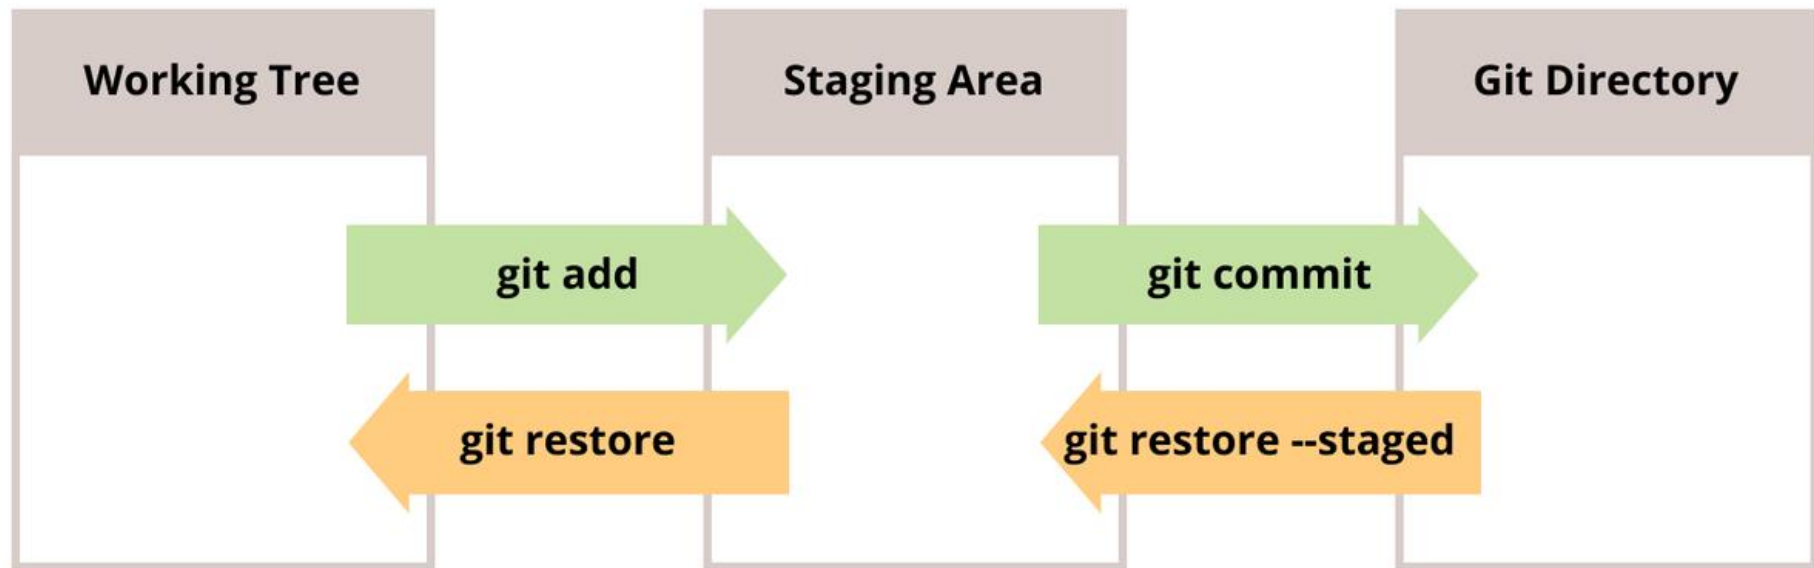 Working Tree
Staging Area
Git Directory
git add
git commit
git restore
git restore --staged